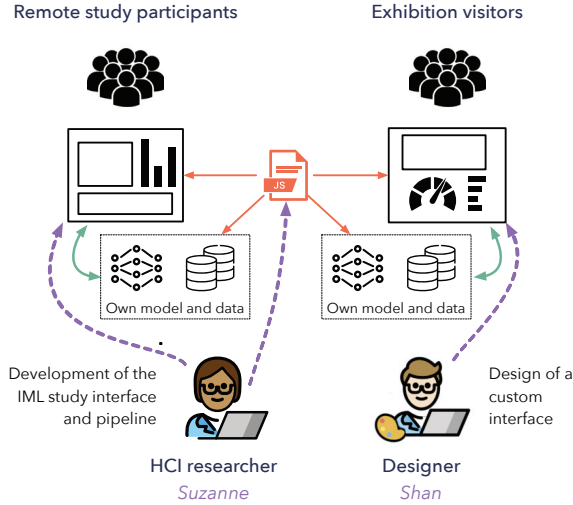 Remote study participants
Exhibition visitors
JS
Own model and data
Own model and data
Development of the
IML study interface
and pipeline
Design of a
custom
interface
HCI researcher
Suzanne
Designer
Shan